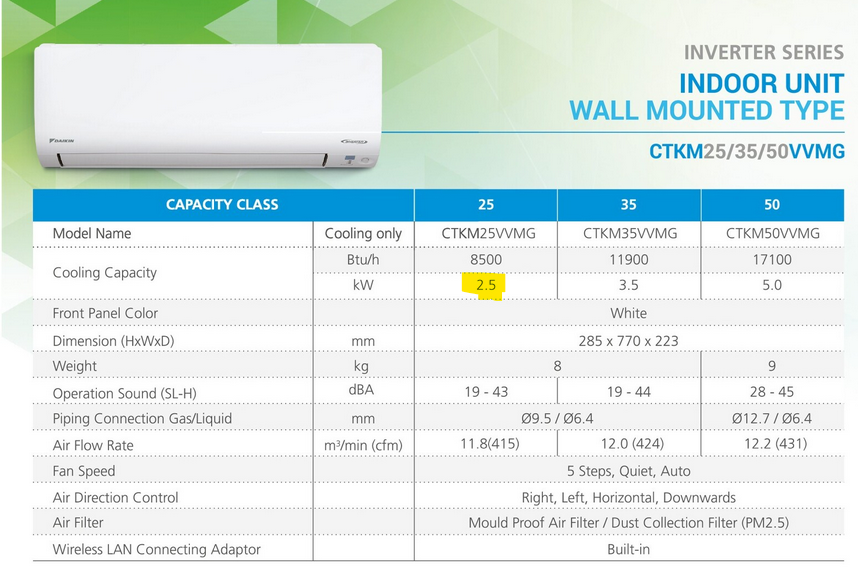 INVERTER SERIES
INDOOR UNIT
WALL MOUNTED TYPE
CTKM25/35/50VVMG
DAIKIN
CAPACITY CLASS 25 35 50
Model Name Cooling only CTKM25VVMG CTKM35VVMG CTKM50VVMG
Cooling Capacity Btu/h 8500 11900 17100
kW 2.5 3.5 5.0
Front Panel Color White
Dimension (HxWxD) mm 285 x 770 x 223
Weight kg 8 9
Operation Sound (SL-H) dBA 19 - 43 19 - 44 28 - 45
Piping Connection Gas/Liquid mm Ø9.5 / Ø6.4 Ø12.7 / Ø6.4
Air Flow Rate m³/min (cfm) 11.8(415) 12.0 (424) 12.2 (431)
Fan Speed 5 Steps, Quiet, Auto
Air Direction Control Right, Left, Horizontal, Downwards
Air Filter Mould Proof Air Filter / Dust Collection Filter (PM2.5)
Wireless LAN Connecting Adaptor Built-in